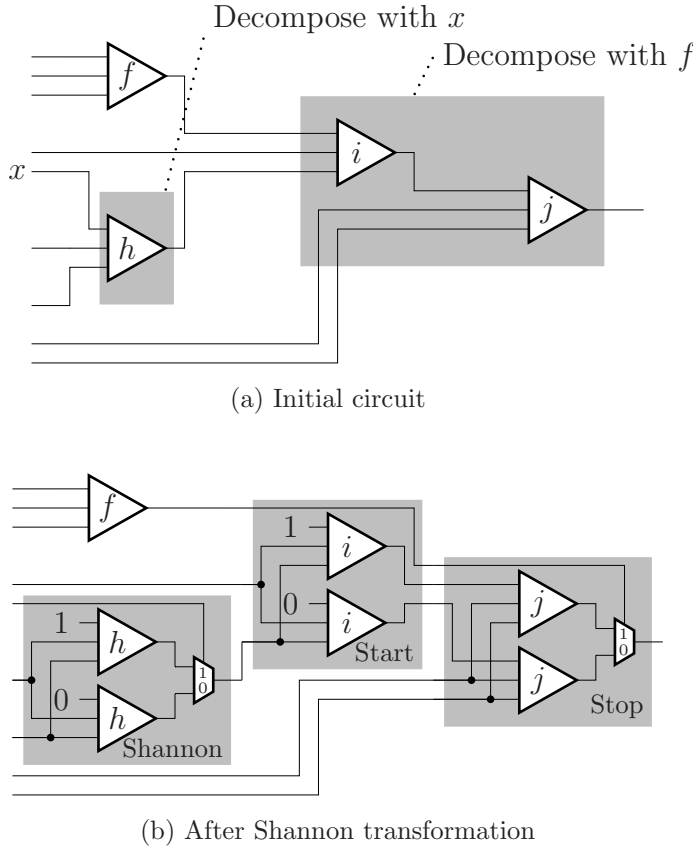 Decompose with x
Decompose with f
f
x
i
h
j
(a) Initial circuit
f
1
i
0
i
Start
1
h
0
h
1
0
Shannon
j
j
1
0
Stop
(b) After Shannon transformation